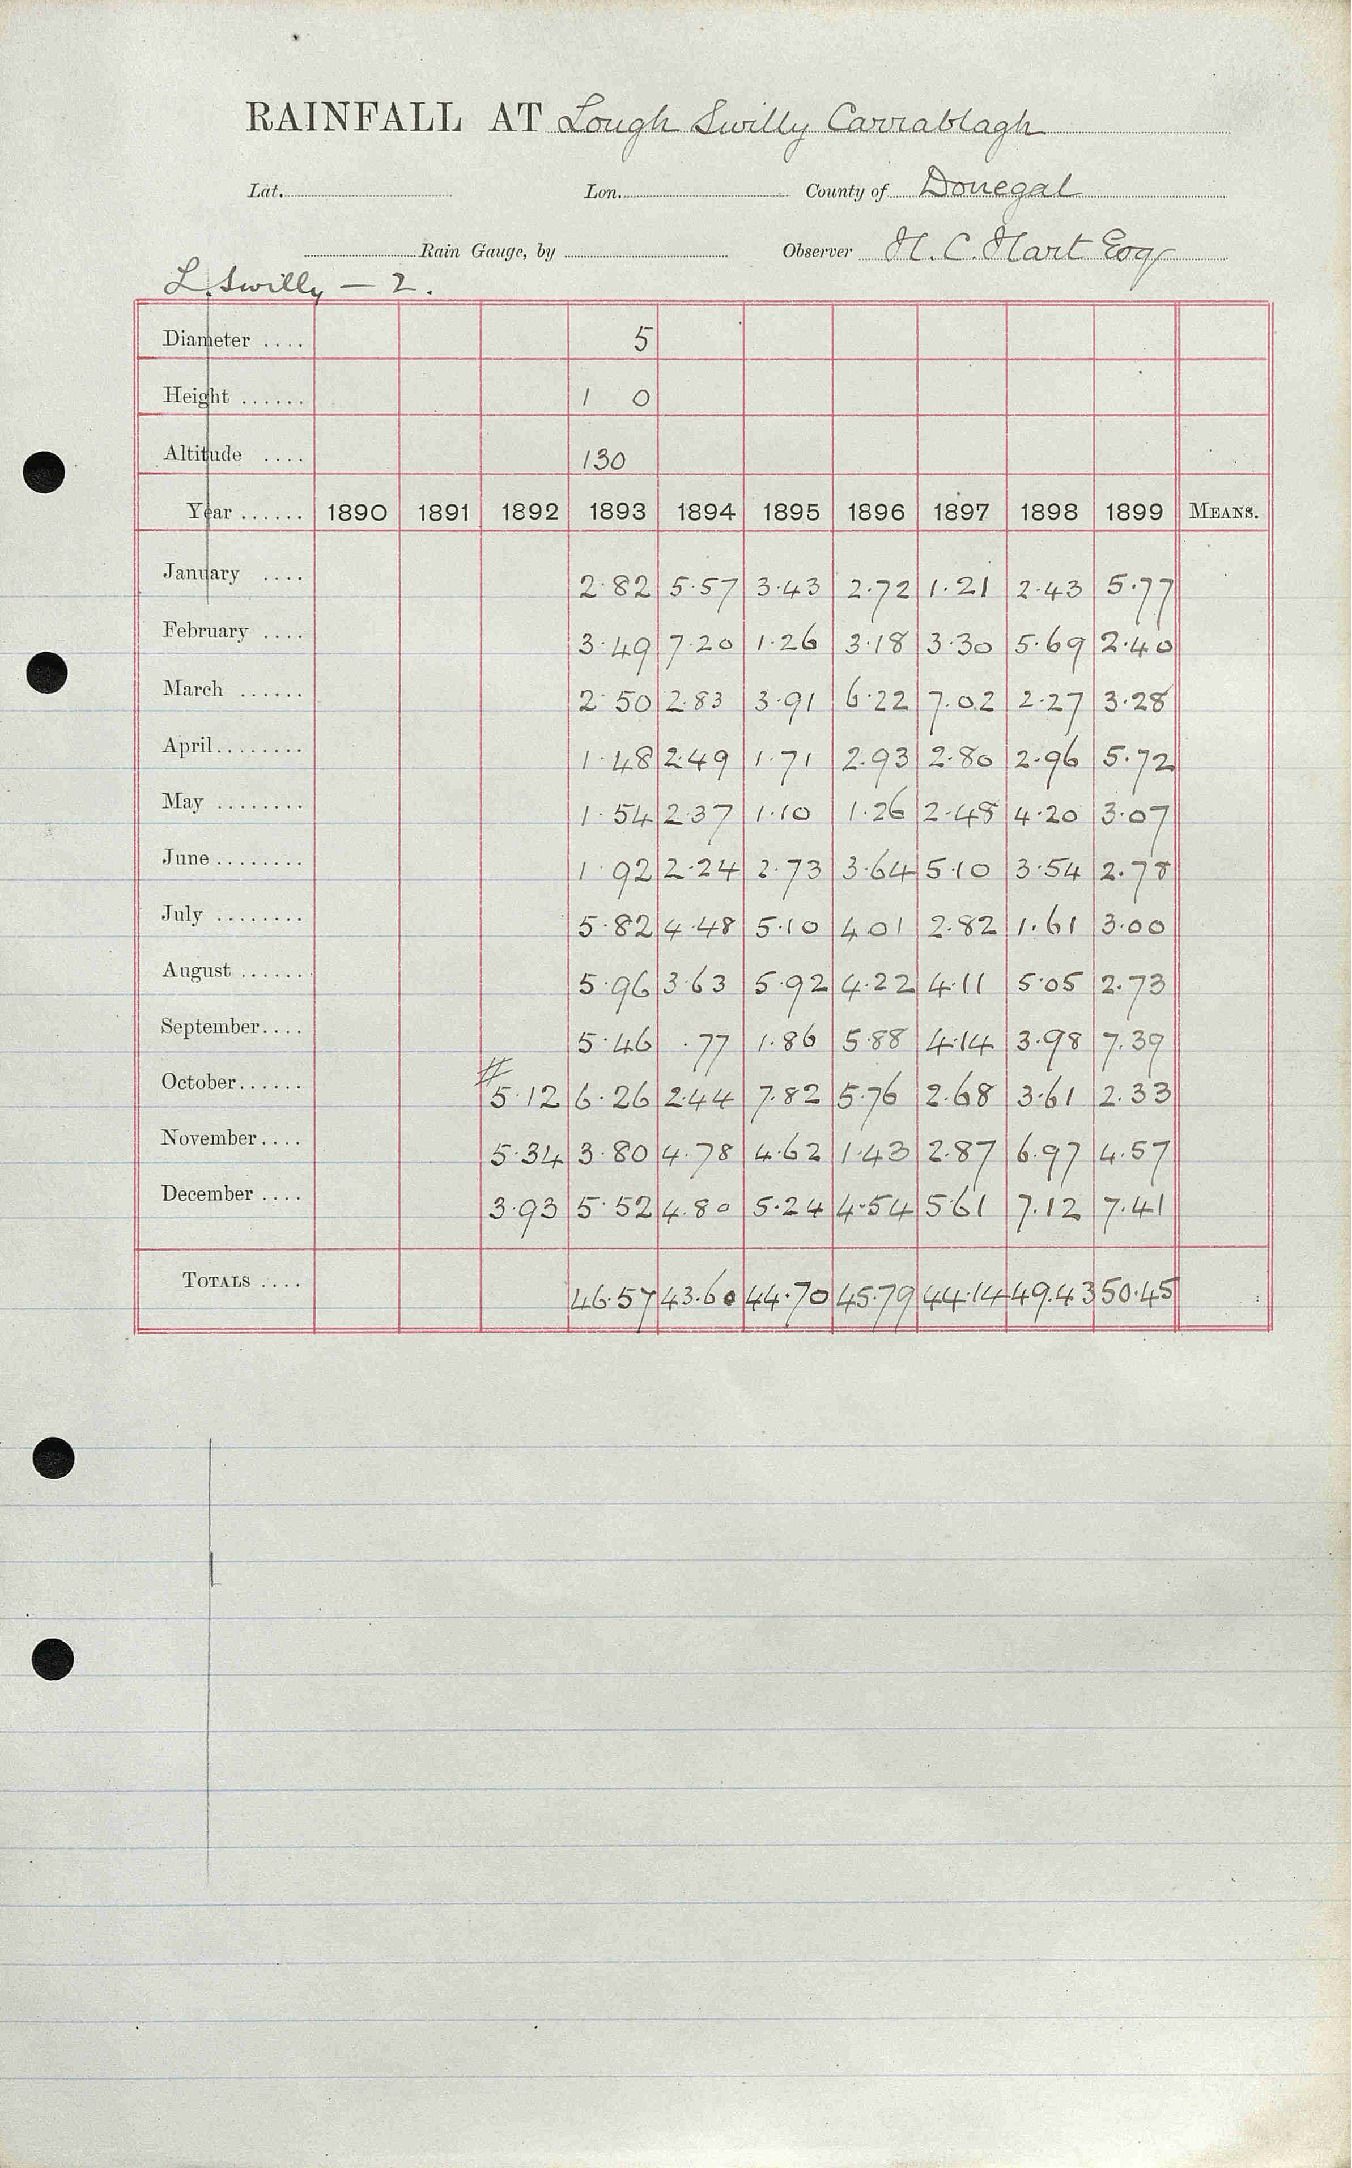 RAINFALL AT Lough Swilly Carrablagh
Lat. Lon. County of Donegal
Rain Gauge, by Observer H. C. Hart Esq
L. Swilly — 2.
Diameter .... 5
Height ...... 1 0
Altitude .... 130
Year ...... 1890 1891 1892 1893 1894 1895 1896 1897 1898 1899 MEANS.
January .... 2.82 5.57 3.43 2.72 1.21 2.43 5.77
February .... 3.49 7.20 1.26 3.18 3.30 5.69 2.40
March ...... 2.50 2.83 3.91 6.22 7.02 2.27 3.28
April........ 1.48 2.49 1.71 2.93 2.80 2.96 5.72
May ........ 1.54 2.37 1.10 1.26 2.48 4.20 3.07
June ........ 1.92 2.24 2.73 3.64 5.10 3.54 2.78
July ........ 5.82 4.48 5.10 4 01 2.82 1.61 3.00
August ....... 5.96 3.63 5.92 4.22 4.11 5.05 2.73
September.... 5.46 .77 1.86 5.88 4.14 3.98 7.39
October...... # 5.12 6.26 2.44 7.82 5.76 2.68 3.61 2.33
November.... 5.34 3.80 4.78 4.62 1.43 2.87 6.97 4.57
December .... 3.93 5.52 4.80 5.24 4.54 5.61 7.12 7.41
TOTALS .... 46.57 43.60 44.70 45.79 44.14 49.43 50.45